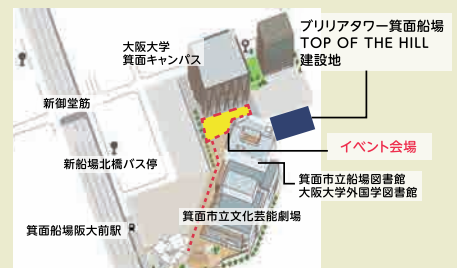 大阪大学
箕面キャンパス
ブリリアタワー箕面船場
TOP OF THE HILL
建設地
新御堂筋
イベント会場
新船場北橋バス停
箕面市立船場図書館
大阪大学外国学図書館
箕面市立文化芸能劇場
箕面船場阪大前駅